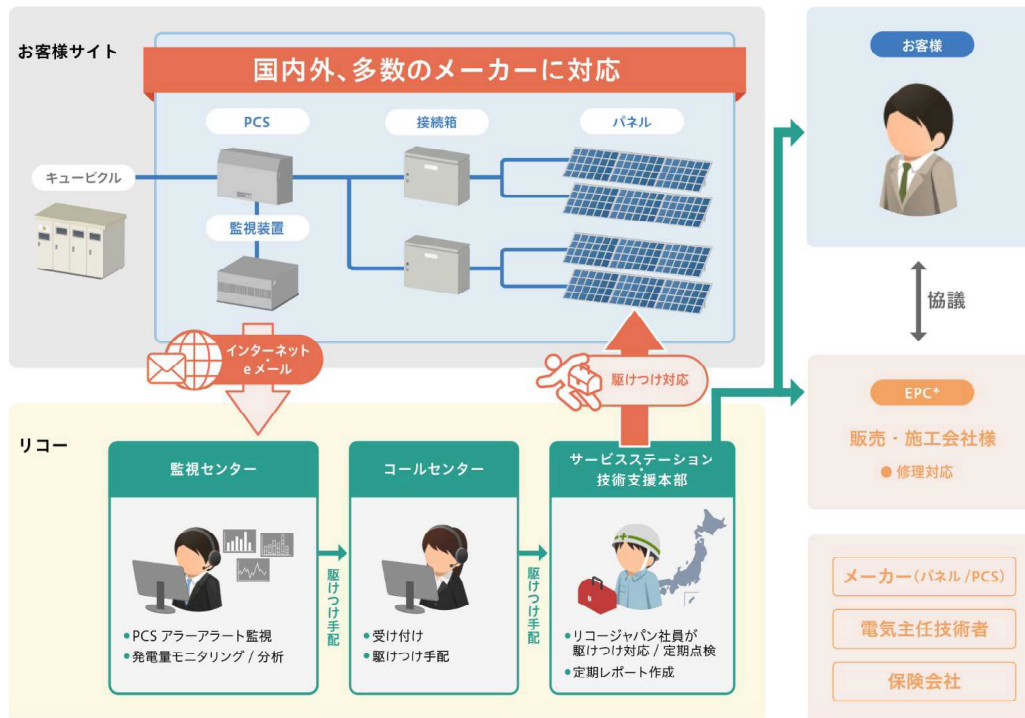 お客様サイト
国内外、多数のメーカーに対応
PCS
接続箱
パネル
キュービクル
監視装置
インターネット
・
eメール
駆けつけ対応
お客様
協議
EPC*
販売・施工会社様
● 修理対応
メーカー(パネル/PCS)
電気主任技術者
保険会社
リコー
監視センター
●PCS アラーアラート監視
●発電量モニタリング / 分析
駆けつけ手配
コールセンター
●受け付け
●駆けつけ手配
駆けつけ手配
サービスステーション
・
技術支援本部
●リコージャパン社員が
駆けつけ対応 / 定期点検
●定期レポート作成